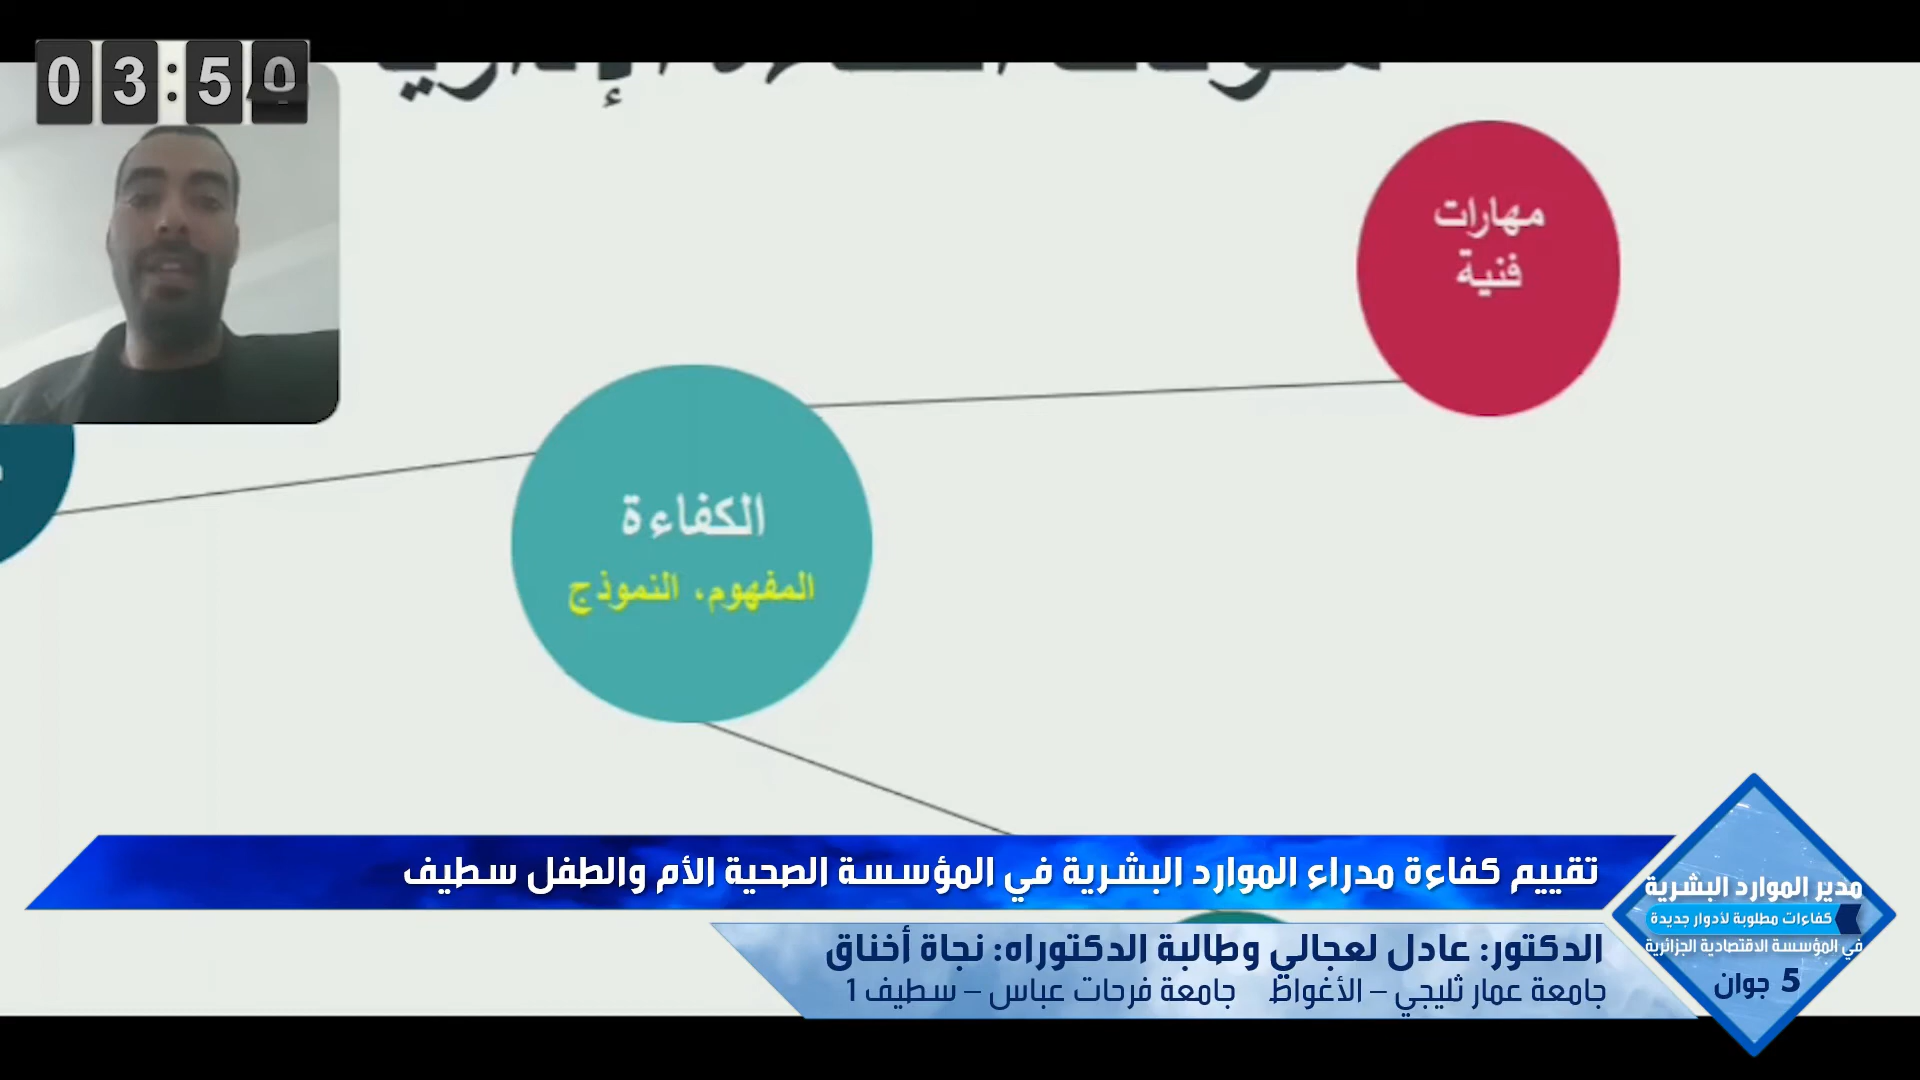 03:50
مهارات
فنية
الكفاءة
المفهوم، النموذج
تقييم كفاءة مدراء الموارد البشرية في المؤسسة الصحية الأم والطفل سطيف
الدكتور: عادل لعجالي وطالبة الدكتوراه: نجاة أخناق
جامعة عمار ثليجي – الأغواط جامعة فرحات عباس – سطيف 1
مدير الموارد البشرية
كفاءات مطلوبة لأدوار جديدة
في المؤسسة الاقتصادية الجزائرية
5 جوان